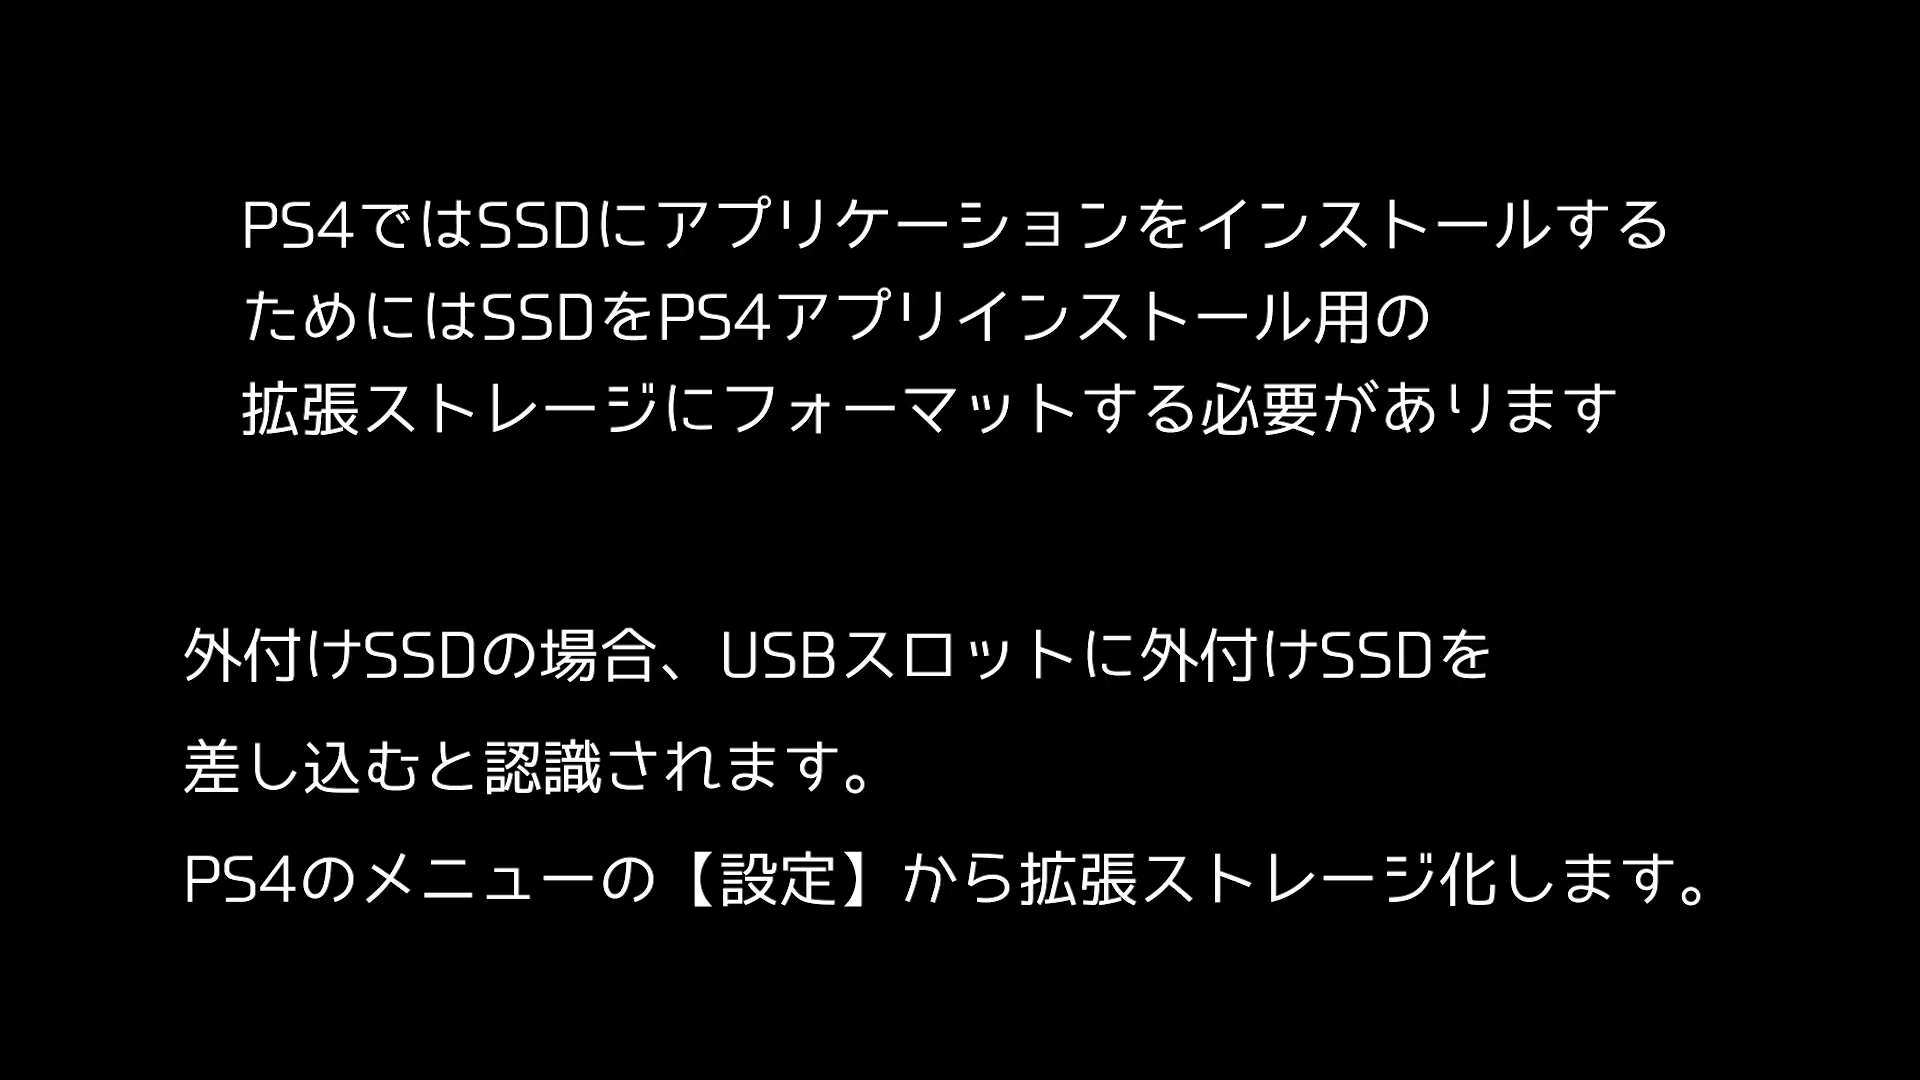 PS4ではSSDにアプリケーションをインストールする
ためにはSSDをPS4アプリインストール用の
拡張ストレージにフォーマットする必要があります
外付けSSDの場合、USBスロットに外付けSSDを
差し込むと認識されます。
PS4のメニューの【設定】から拡張ストレージ化します。